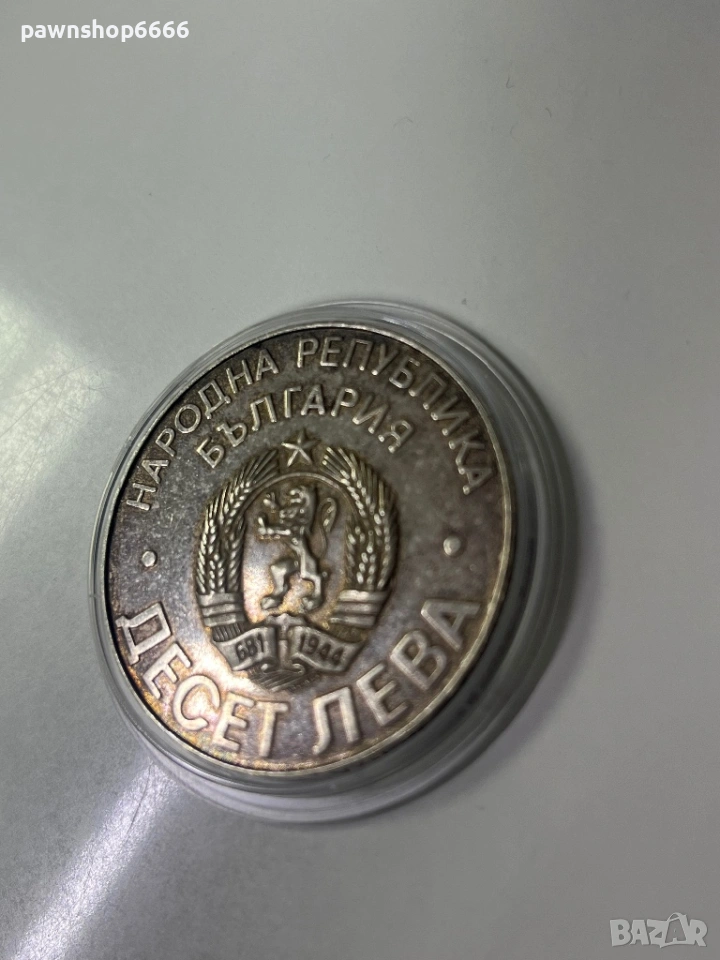 pawnshop6666
НАРОДНА РЕПУБЛИКА
БЪЛГАРИЯ
681 1944
ДЕСЕТ ЛЕВА
BAZAR